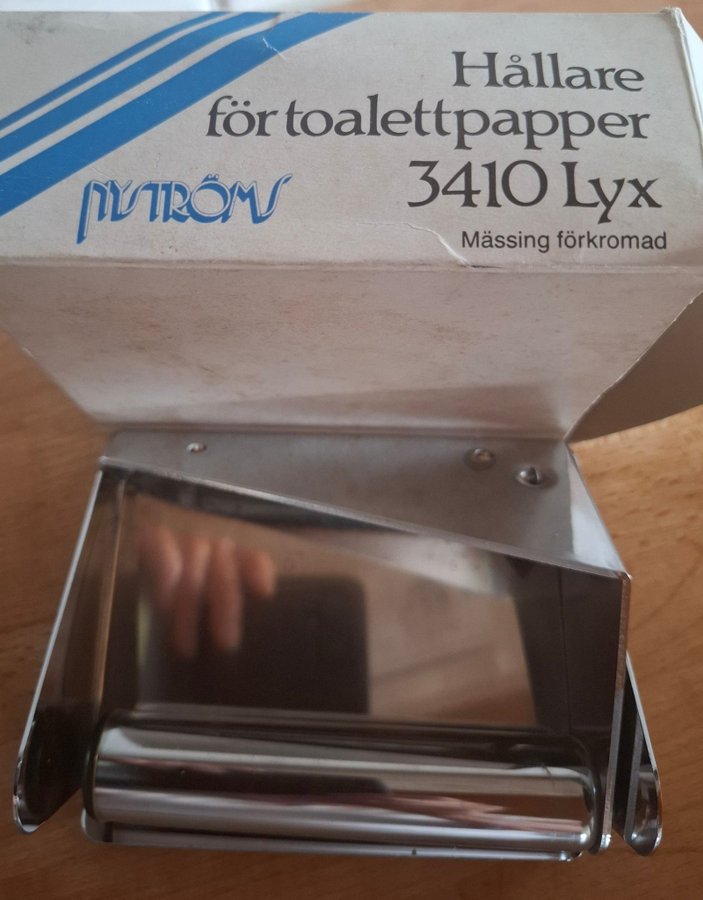 Hållare
för toalettpapper
3410 Lyx
NYSTRÖMS
Mässing förkromad